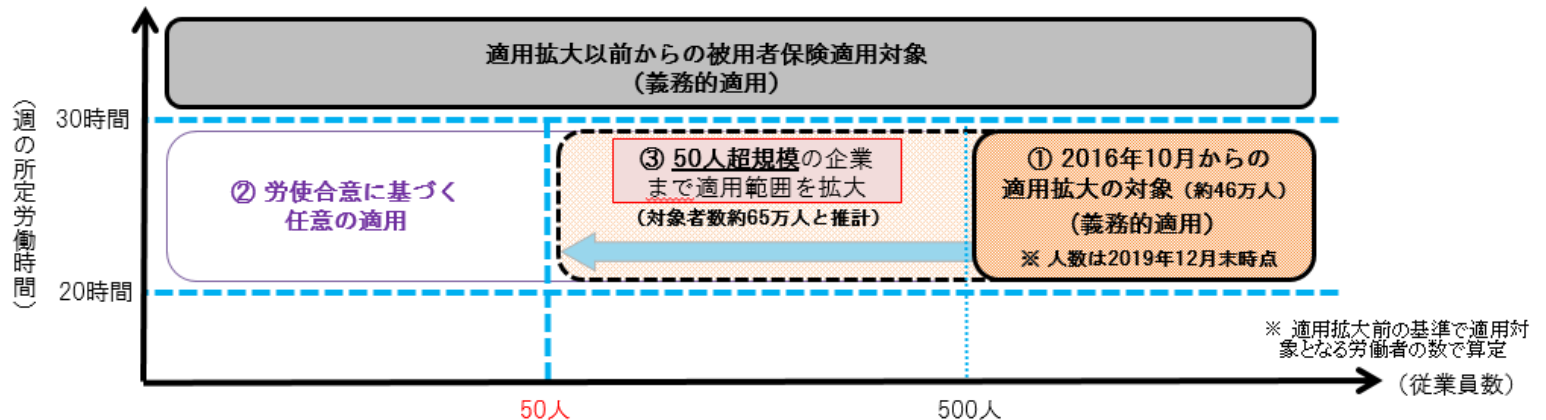 適用拡大以前からの被用者保険適用対象
(義務的適用)
(週の所定労働時間)
30時間
20時間
② 労使合意に基づく
任意の適用
③ 50人超規模の企業
まで適用範囲を拡大
(対象者数約65万人と推計)
① 2016年10月からの
適用拡大の対象（約46万人）
(義務的適用)
※ 人数は2019年12月末時点
※ 適用拡大前の基準で適用対
象となる労働者の数で算定
（従業員数）
50人
500人